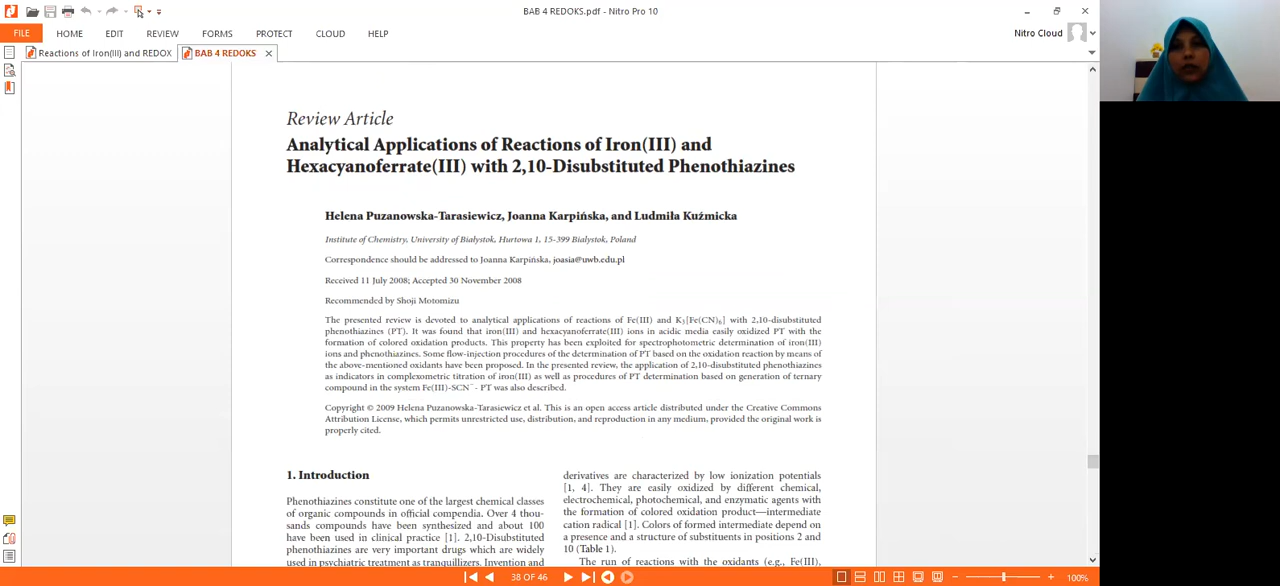 BAB 4 REDOKS.pdf - Nitro Pro 10
FILE HOME EDIT REVIEW FORMS PROTECT CLOUD HELP
Nitro Cloud
Reactions of Iron(III) and REDOX
BAB 4 REDOKS
Review Article
Analytical Applications of Reactions of Iron(III) and
Hexacyanoferrate(III) with 2,10-Disubstituted Phenothiazines
Helena Puzanowska-Tarasiewicz, Joanna Karpińska, and Ludmiła Kuźmicka
Institute of Chemistry, University of Białystok, Hurtowa 1, 15-399 Białystok, Poland
Correspondence should be addressed to Joanna Karpińska, joasia@uwb.edu.pl
Received 11 July 2008; Accepted 30 November 2008
Recommended by Shoji Motomizu
The presented review is devoted to analytical applications of reactions of Fe(III) and K3[Fe(CN)6] with 2,10-disubstituted
phenothiazines (PT). It was found that iron(III) and hexacyanoferrate(III) ions in acidic media easily oxidized PT with the
formation of colored oxidation products. This property has been exploited for spectrophotometric determination of iron(III)
ions and phenothiazines. Some flow-injection procedures of the determination of PT based on the oxidation reaction by means of
the above-mentioned oxidants have been proposed. In the presented review, the application of 2,10-disubstituted phenothiazines
as indicators in complexometric titration of iron(III) as well as procedures of PT determination based on generation of ternary
compound in the system Fe(III)-SCN⁻- PT was also described.
Copyright © 2009 Helena Puzanowska-Tarasiewicz et al. This is an open access article distributed under the Creative Commons
Attribution License, which permits unrestricted use, distribution, and reproduction in any medium, provided the original work is
properly cited.
1. Introduction
Phenothiazines constitute one of the largest chemical classes
of organic compounds in official compendia. Over 4 thou-
sands compounds have been synthesized and about 100
have been used in clinical practice [1]. 2,10-Disubstituted
phenothiazines are very important drugs which are widely
used in psychiatric treatment as tranquillizers. Invention and
derivatives are characterized by low ionization potentials
[1, 4]. They are easily oxidized by different chemical,
electrochemical, photochemical, and enzymatic agents with
the formation of colored oxidation product—intermediate
cation radical [1]. Colors of formed intermediate depend on
a presence and a structure of substituents in positions 2 and
10 (Table 1).
The run of reactions with the oxidants (e.g., Fe(III),
38 OF 46
100%